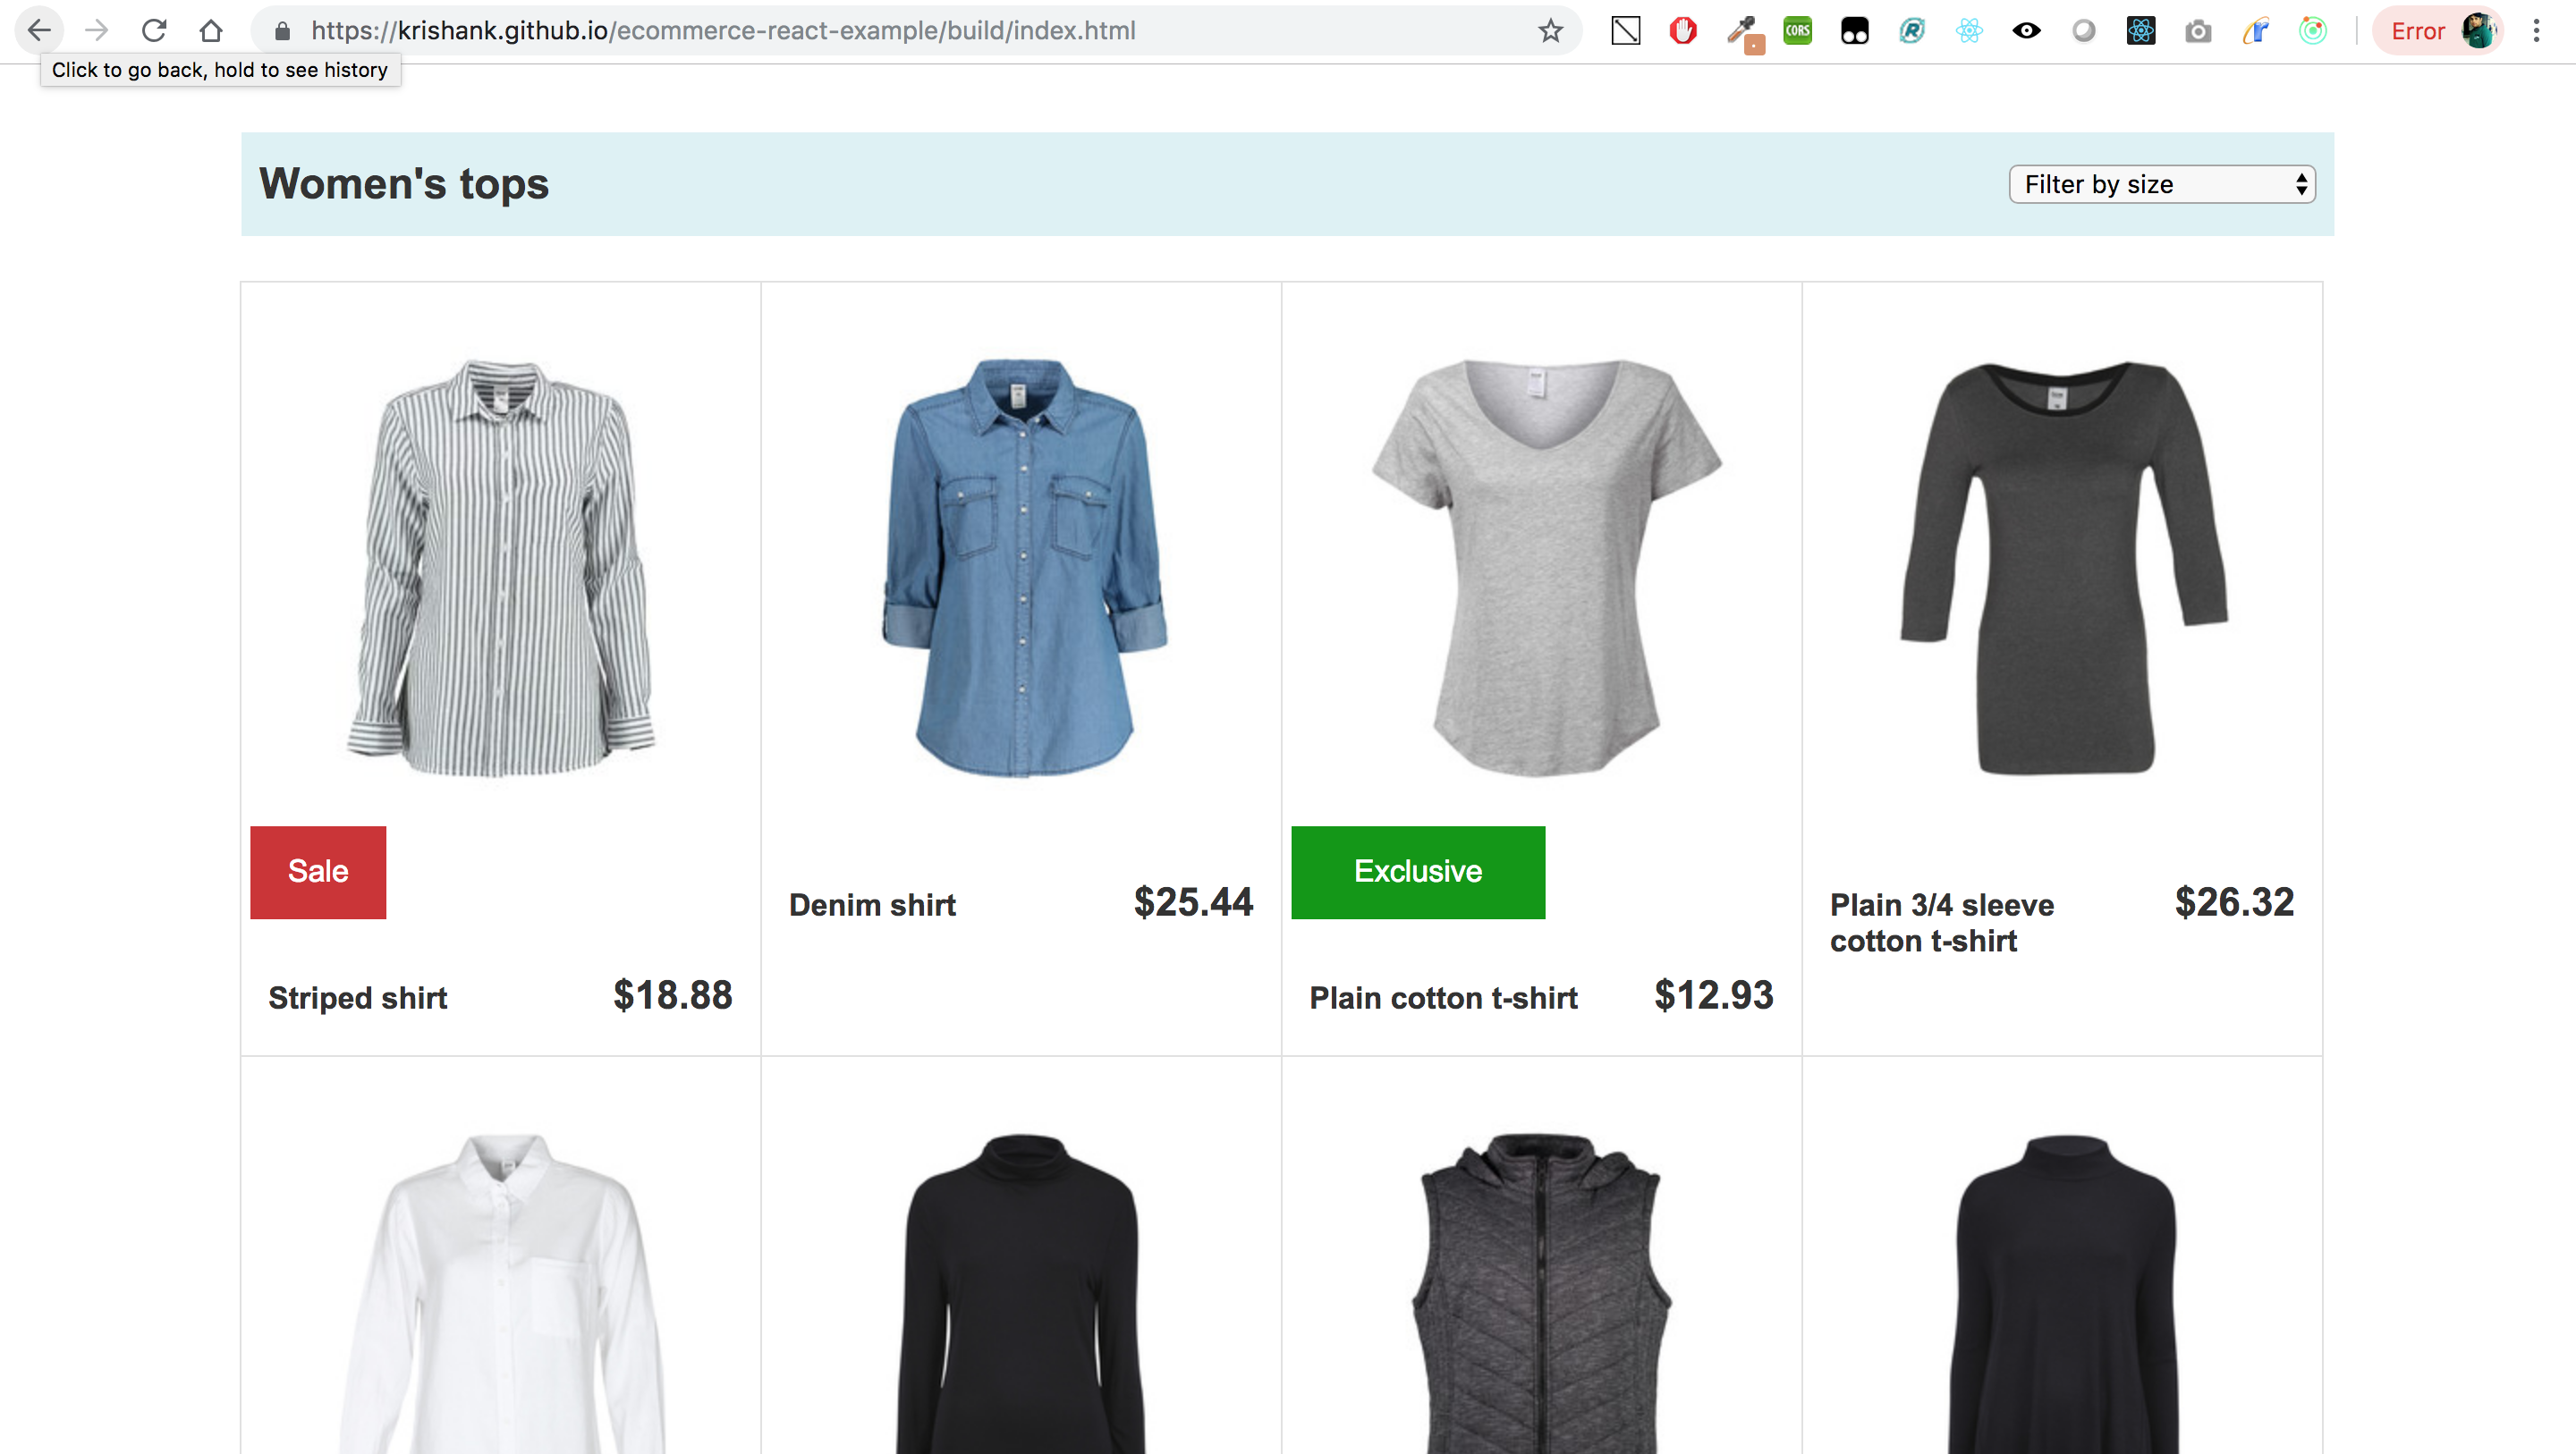 https://krishank.github.io/ecommerce-react-example/build/index.html
CORS
Error
Click to go back, hold to see history
Women's tops
Filter by size
Sale
Exclusive
Denim shirt $25.44
Plain 3/4 sleeve $26.32
cotton t-shirt
Striped shirt $18.88
Plain cotton t-shirt $12.93